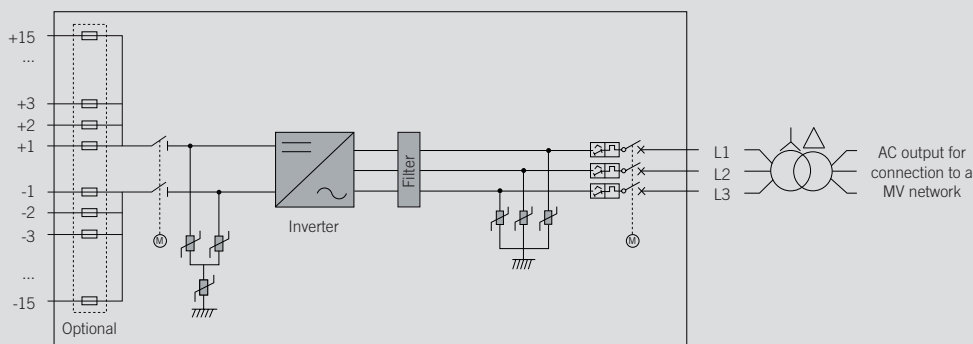 +15
...
+3
+2
+1
-1
-2
-3
...
-15
Optional
M
Inverter
Filter
M
L1
L2
L3
AC output for
connection to a
MV network